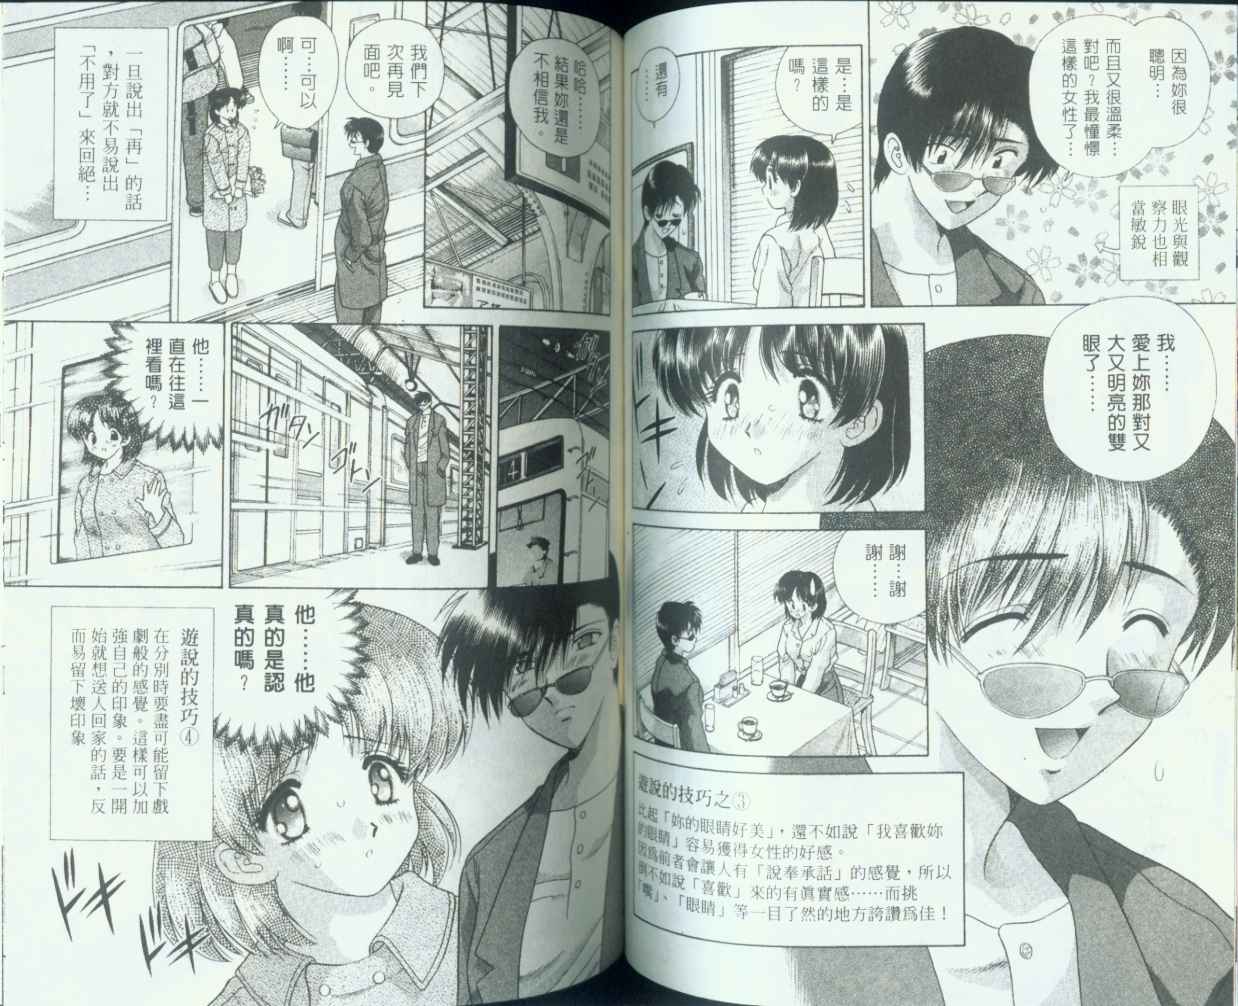 因為妳很
聰明…
而且又很溫柔…
對吧？我最憧憬
這樣的女性了…
眼光與觀
察力也相
當敏銳
是…是
這樣的
嗎？
還有
……
我……
愛上妳那對又
大又明亮的雙
眼了……
謝…謝
謝……
遊說的技巧之③
比起「妳的眼睛好美」，還不如說「我喜歡妳
的眼睛」容易獲得女性的好感。
因為前者會讓人有「說奉承話」的感覺，所以
倒不如說「喜歡」來的有真實感……而挑
「嘴」、「眼睛」等一目了然的地方誇讚為佳！
哈哈……
結果妳還是
不相信我。
我們下
次再見
面吧。
可…可以
啊……
一旦說出「再」的話
，對方就不易說出
「不用了」來回絕…
4
ガタン
ゴトン
他……一
直在往這
裡看嗎？
他……他
真的是認
真的嗎？
遊說的技巧④
在分別時要盡可能留下戲
劇般的感覺。這樣可以加
強自己的印象。要是一開
始就想送人回家的話，反
而易留下壞印象
ドキ
ドキ